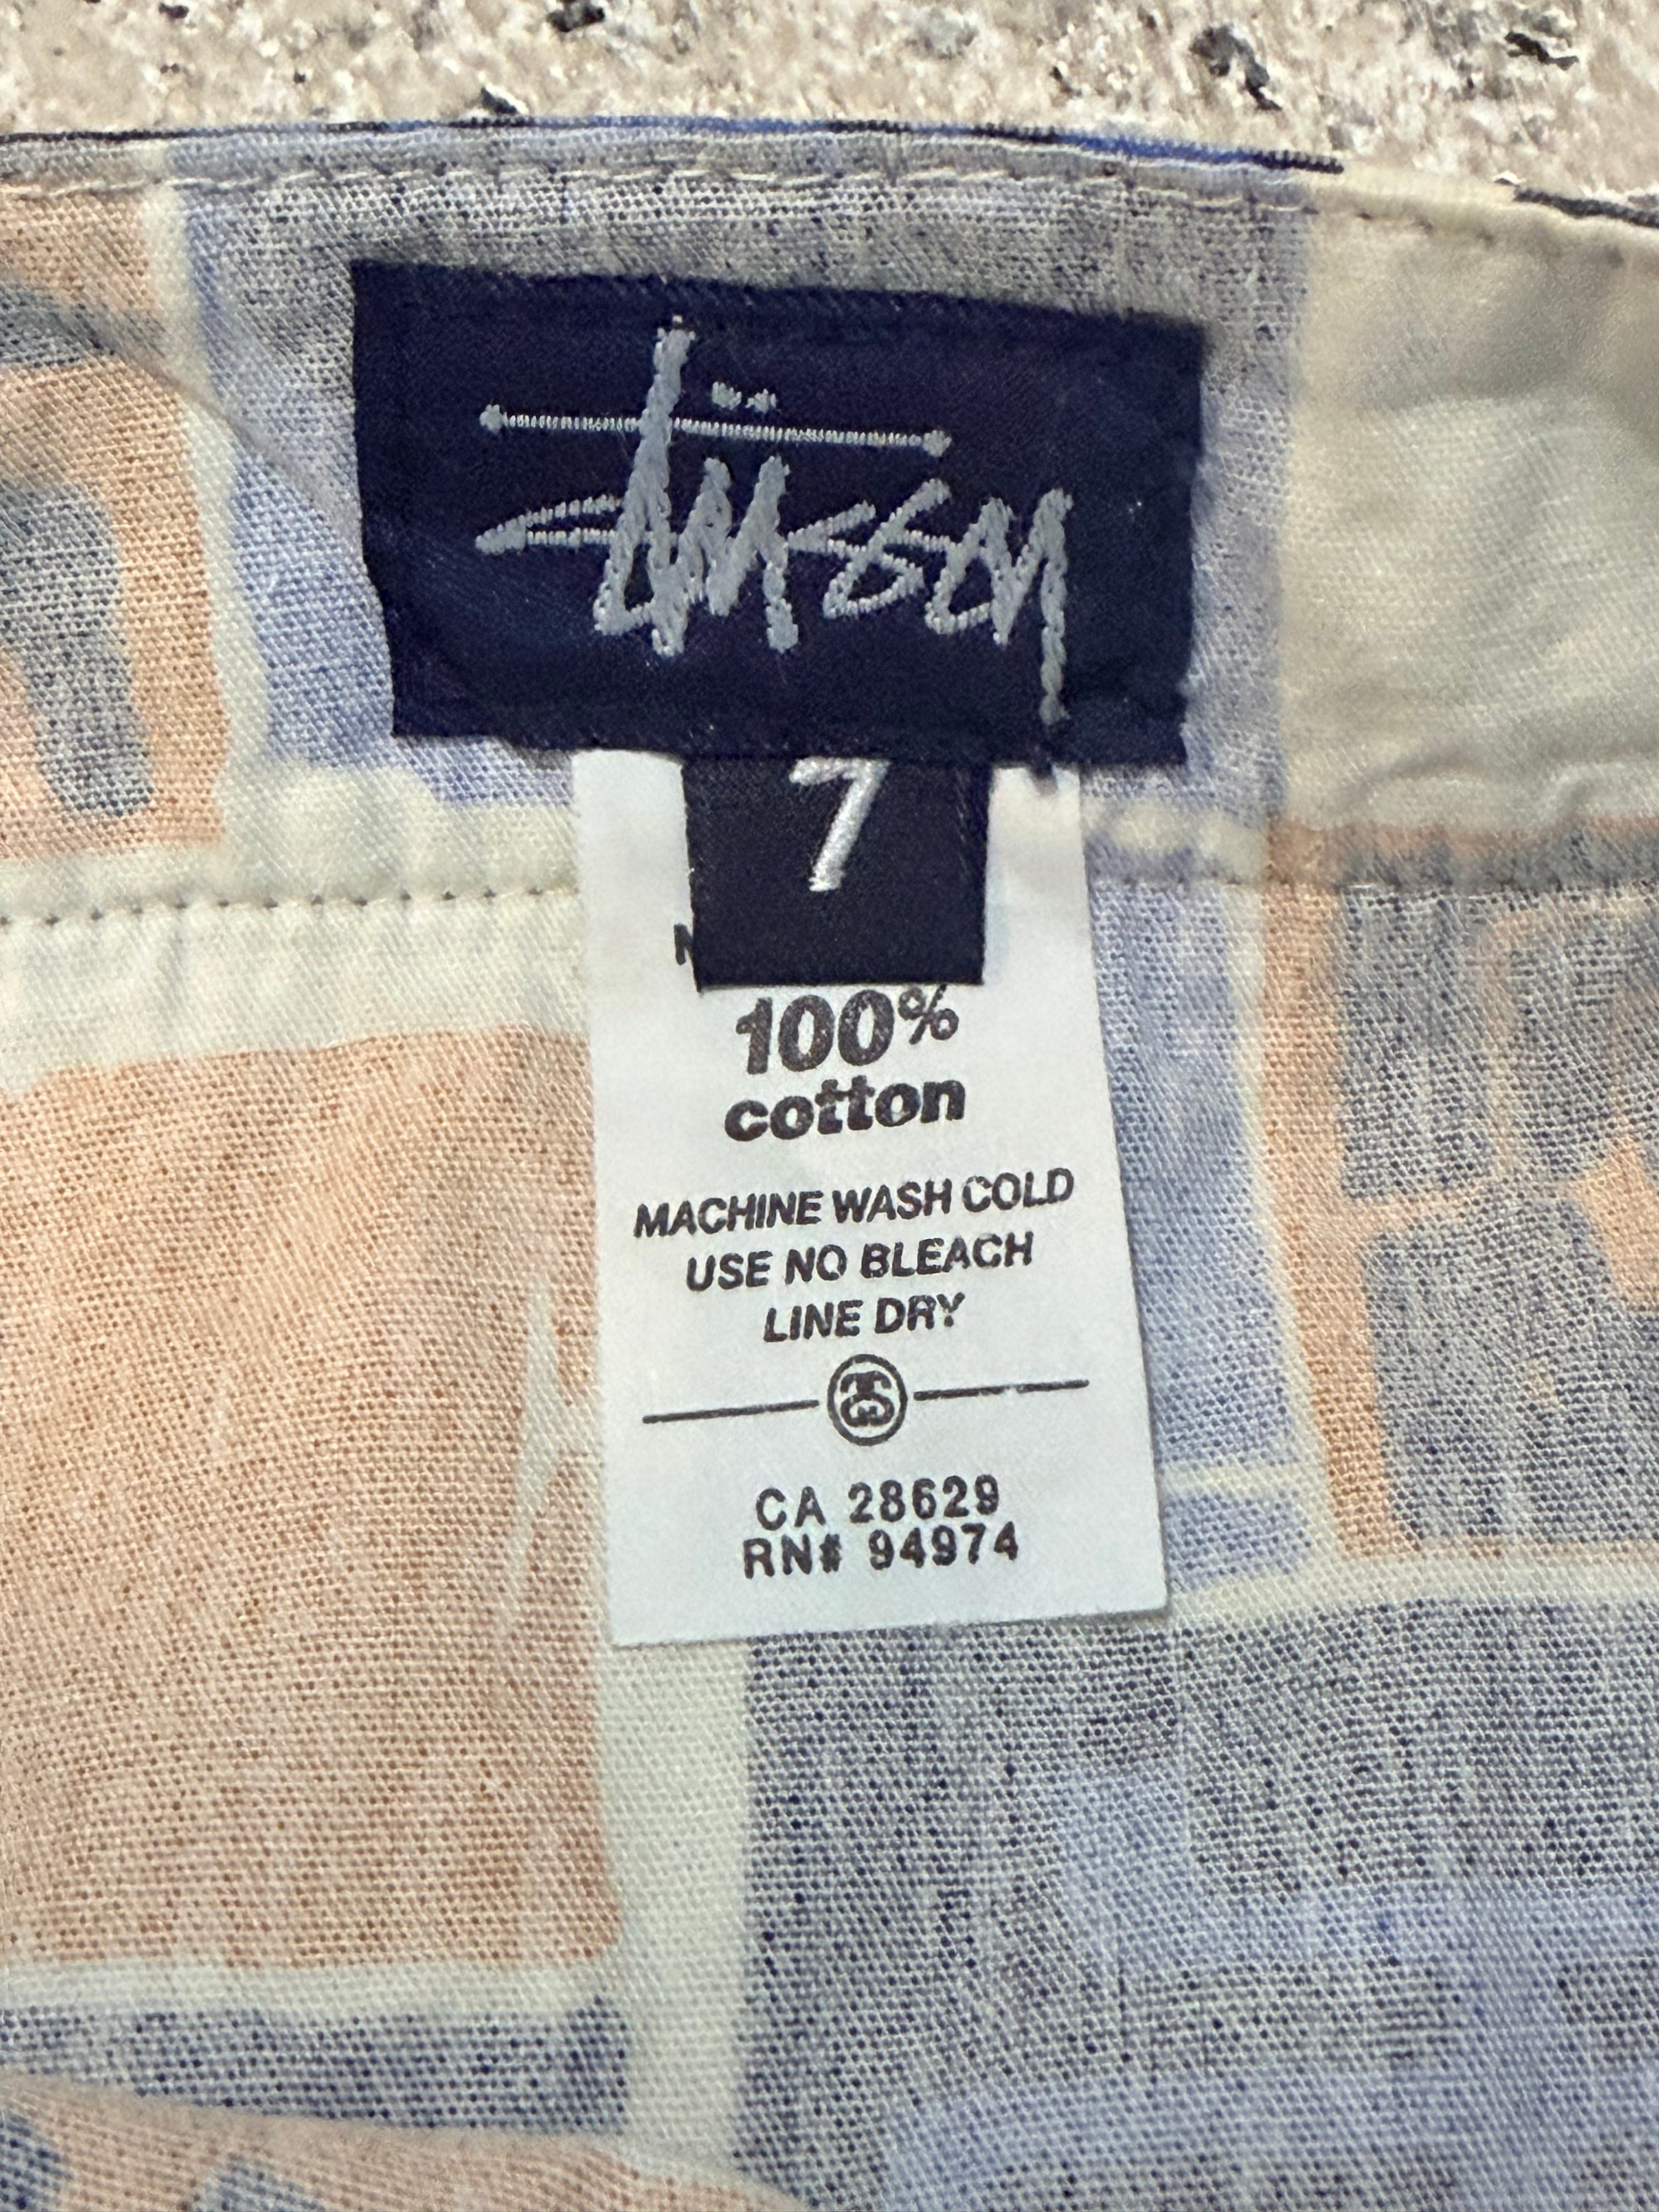 Stüssy
7
100%
cotton
MACHINE WASH COLD
USE NO BLEACH
LINE DRY
CA 28629
RN# 94974